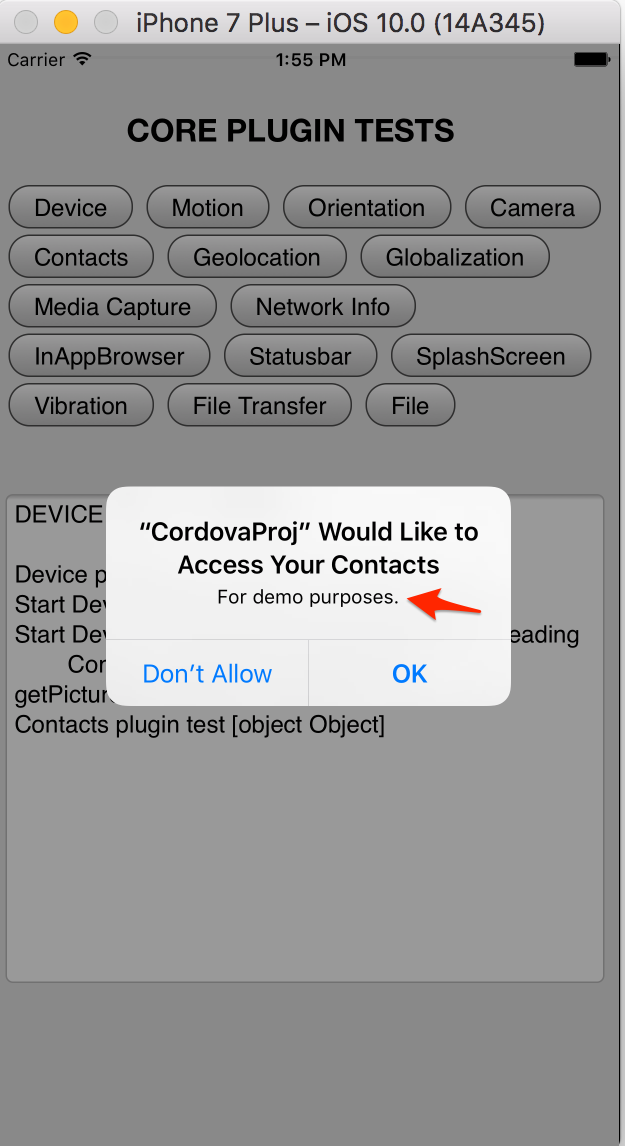 iPhone 7 Plus – iOS 10.0 (14A345)
Carrier 1:55 PM
CORE PLUGIN TESTS
Device Motion Orientation Camera
Contacts Geolocation Globalization
Media Capture Network Info
InAppBrowser Statusbar SplashScreen
Vibration File Transfer File
DEVICE
“CordovaProj” Would Like to
Access Your Contacts
For demo purposes.
Device p
Start Dev
Start Dev eading
Con
Don’t Allow OK
getPictur
Contacts plugin test [object Object]